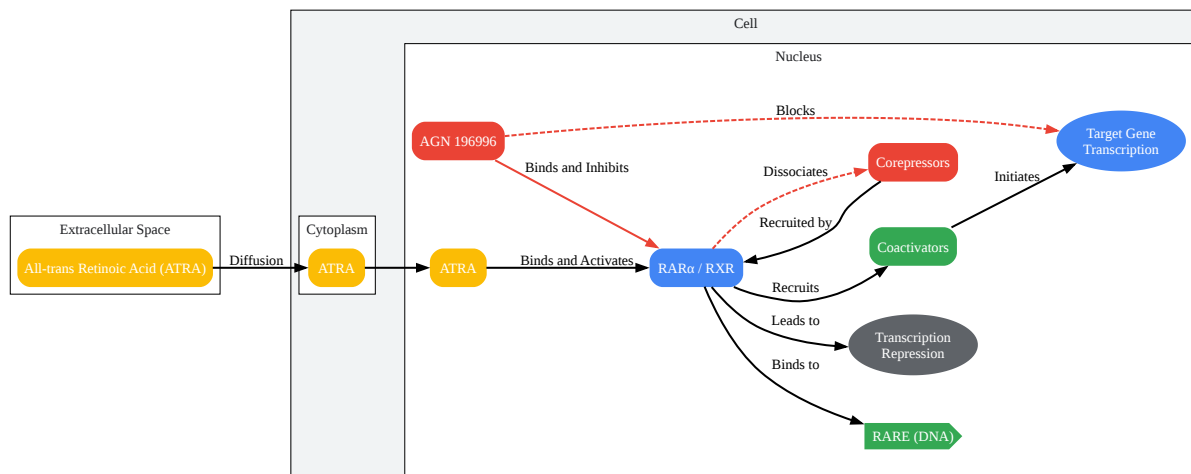 Cell
Nucleus
Blocks
AGN 196996
Target Gene
Transcription
Binds and Inhibits
Dissociates
Corepressors
Initiates
Extracellular Space
Cytoplasm
Recruited by
Coactivators
All-trans Retinoic Acid (ATRA)
Diffusion
ATRA
ATRA
Binds and Activates
RARα / RXR
Recruits
Leads to
Transcription
Repression
Binds to
RARE (DNA)